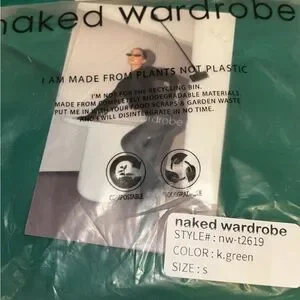 naked wardrobe
I AM MADE FROM PLANTS NOT PLASTIC
I'M NOT FOR THE RECYCLING BIN.
MADE FROM COMPLETELY BIODEGRADABLE MATERIALS.
PUT ME IN WITH YOUR FOOD SCRAPS & GARDEN WASTE
AND I WILL DISINTEGRATE IN NO TIME.
wardrobe
COMPOSTABLE
BIODEGRADABLE
naked wardrobe
STYLE#: nw-t2619
COLOR: k.green
SIZE: s